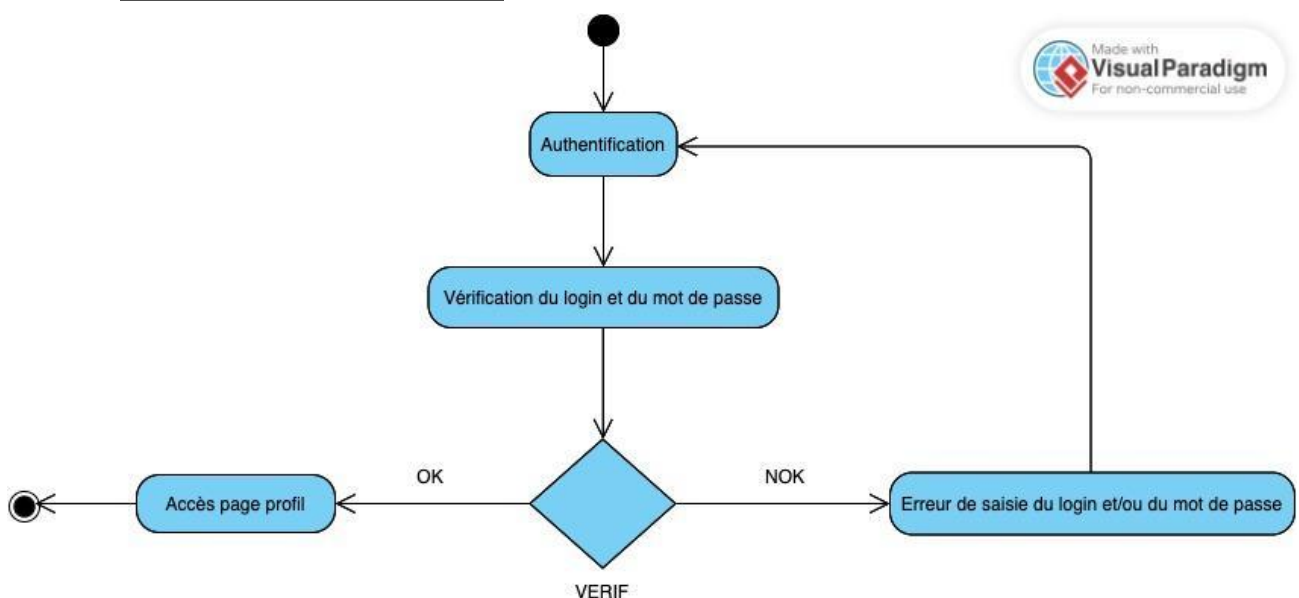 Made with
Visual Paradigm
For non-commercial use
Authentification
Vérification du login et du mot de passe
OK
NOK
Accès page profil
Erreur de saisie du login et/ou du mot de passe
VERIF